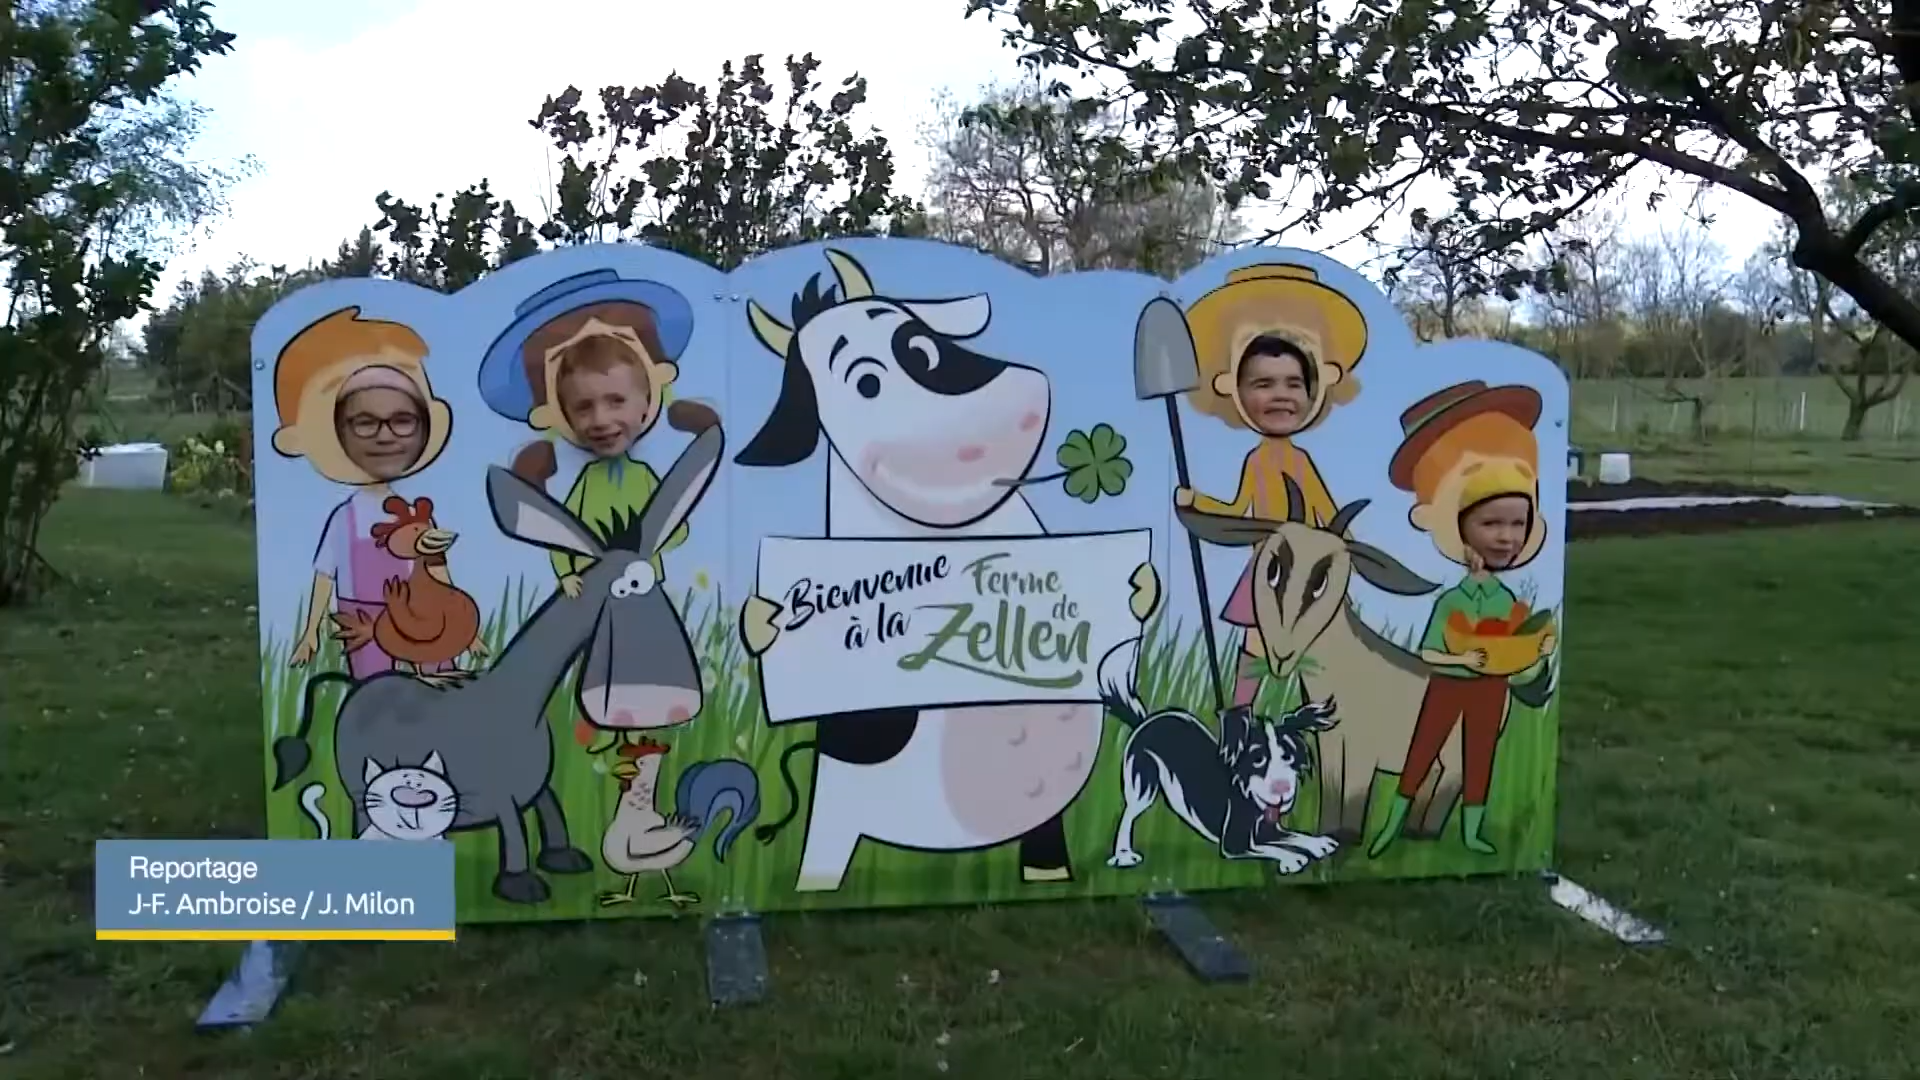 Bienvenue
à la
Ferme
de
Zellen
Reportage
J-F. Ambroise / J. Milon